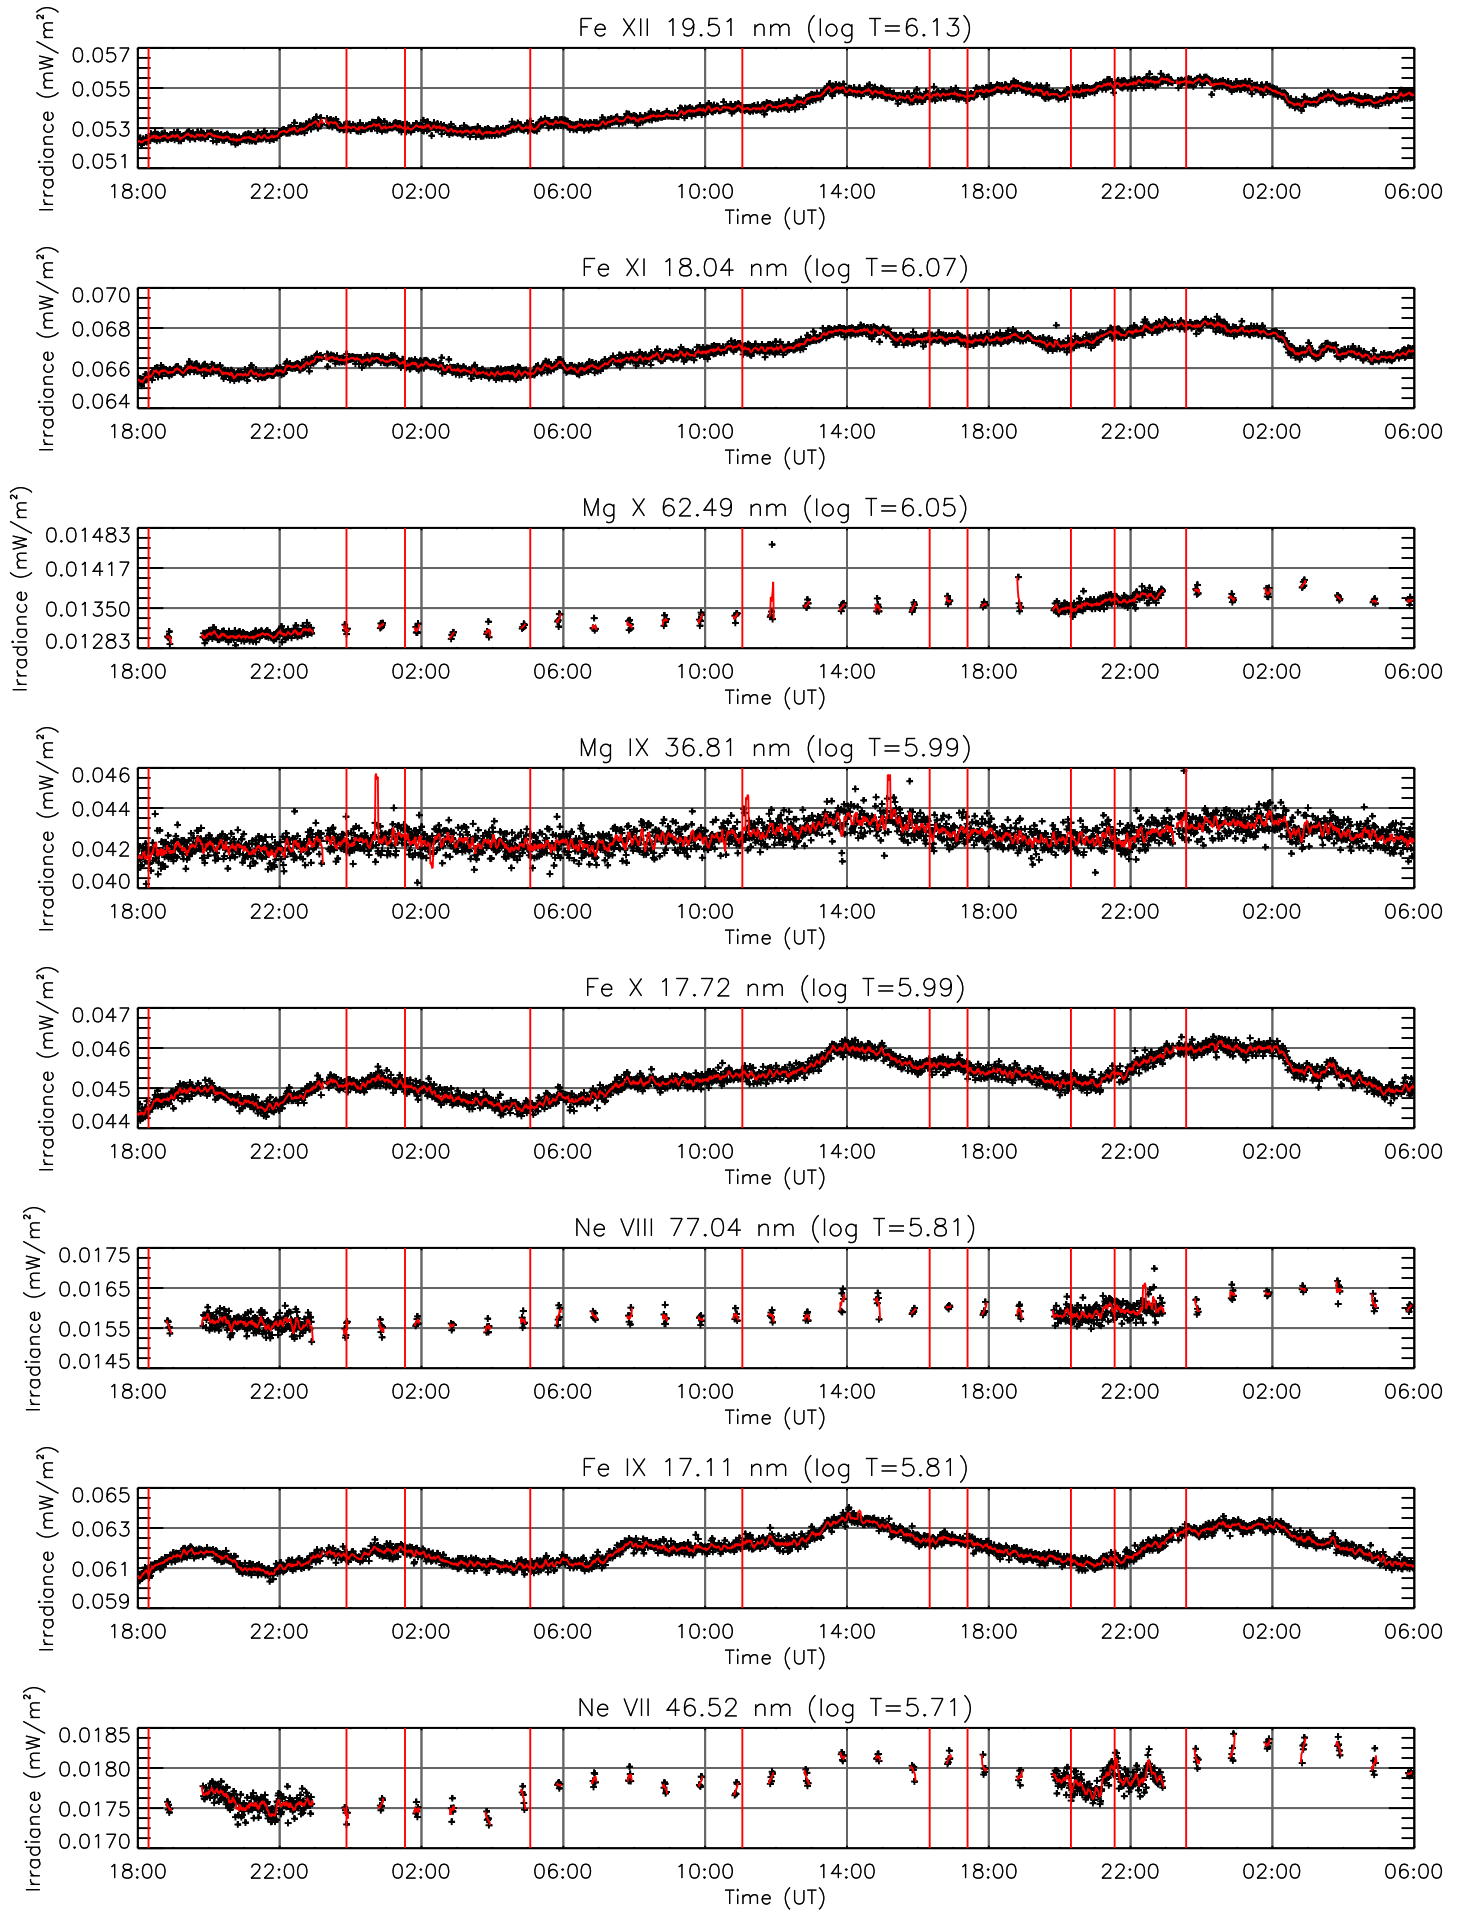 Fe XII 19.51 nm (log T=6.13)
Irradiance (mW/m²)
0.057
0.055
0.053
0.051
18:00 22:00 02:00 06:00 10:00 14:00 18:00 22:00 02:00 06:00
Time (UT)
Fe XI 18.04 nm (log T=6.07)
Irradiance (mW/m²)
0.070
0.068
0.066
0.064
18:00 22:00 02:00 06:00 10:00 14:00 18:00 22:00 02:00 06:00
Time (UT)
Mg X 62.49 nm (log T=6.05)
Irradiance (mW/m²)
0.01483
0.01417
0.01350
0.01283
18:00 22:00 02:00 06:00 10:00 14:00 18:00 22:00 02:00 06:00
Time (UT)
Mg IX 36.81 nm (log T=5.99)
Irradiance (mW/m²)
0.046
0.044
0.042
0.040
18:00 22:00 02:00 06:00 10:00 14:00 18:00 22:00 02:00 06:00
Time (UT)
Fe X 17.72 nm (log T=5.99)
Irradiance (mW/m²)
0.047
0.046
0.045
0.044
18:00 22:00 02:00 06:00 10:00 14:00 18:00 22:00 02:00 06:00
Time (UT)
Ne VIII 77.04 nm (log T=5.81)
Irradiance (mW/m²)
0.0175
0.0165
0.0155
0.0145
18:00 22:00 02:00 06:00 10:00 14:00 18:00 22:00 02:00 06:00
Time (UT)
Fe IX 17.11 nm (log T=5.81)
Irradiance (mW/m²)
0.065
0.063
0.061
0.059
18:00 22:00 02:00 06:00 10:00 14:00 18:00 22:00 02:00 06:00
Time (UT)
Ne VII 46.52 nm (log T=5.71)
Irradiance (mW/m²)
0.0185
0.0180
0.0175
0.0170
18:00 22:00 02:00 06:00 10:00 14:00 18:00 22:00 02:00 06:00
Time (UT)